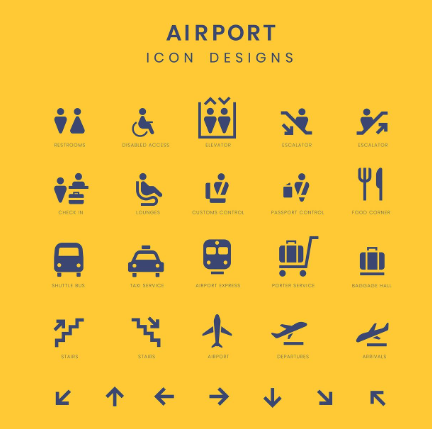 AIRPORT
ICON DESIGNS
RESTROOMS DISABLED ACCESS ELEVATOR ESCALATOR ESCALATOR
CHECK IN LOUNGES CUSTOMS CONTROL PASSPORT CONTROL FOOD CORNER
SHUTTLE BUS TAXI SERVICE AIRPORT EXPRESS PORTER SERVICE BAGGAGE HALL
STAIRS STAIRS AIRPORT DEPARTURES ARRIVALS